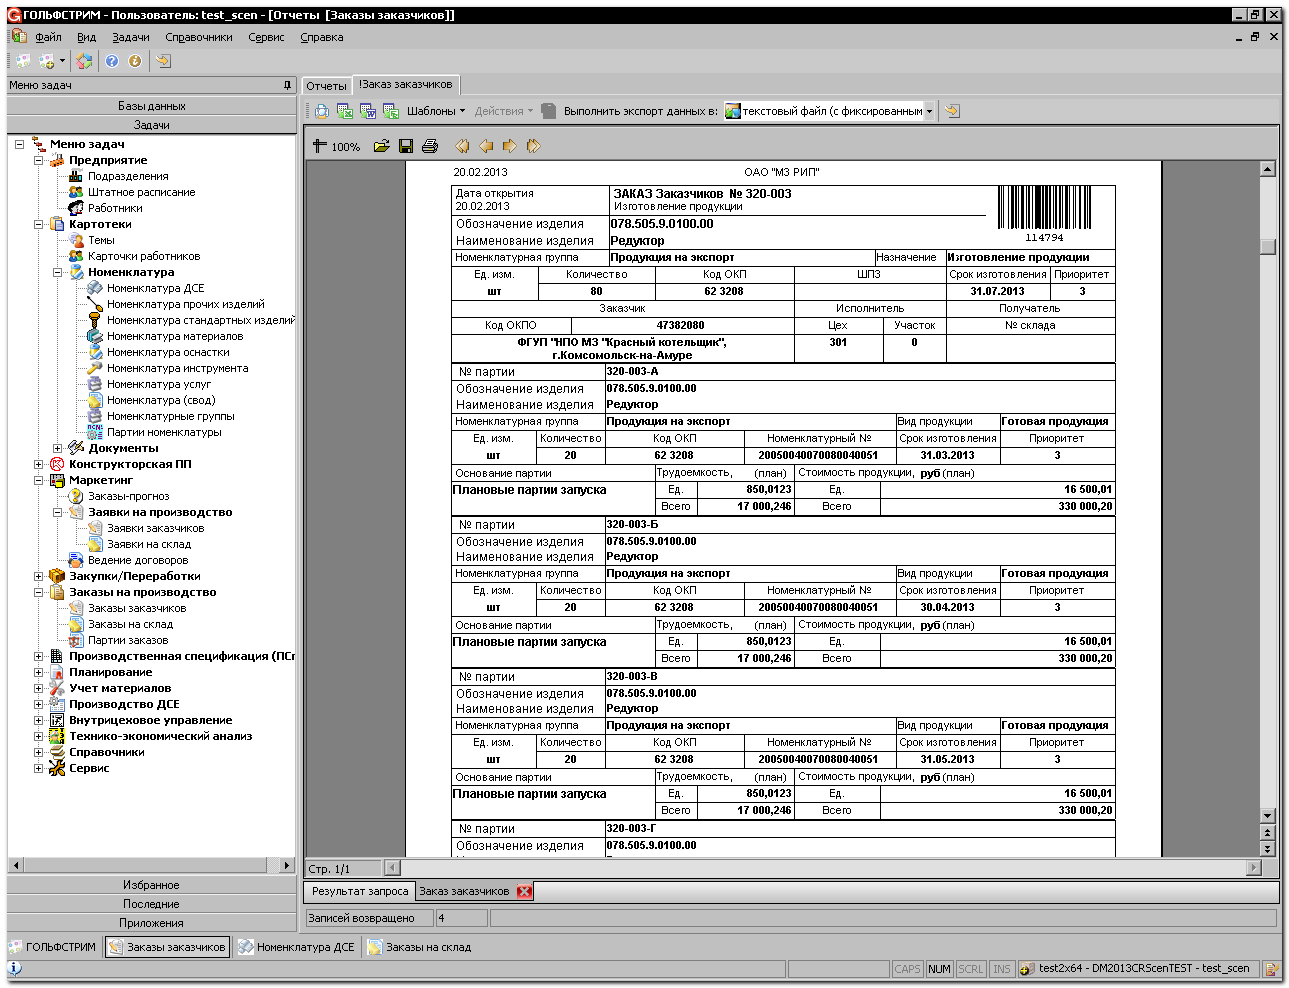 ГОЛЬФСТРИМ - Пользователь: test_scen - [Отчеты [Заказы заказчиков]]
Файл Вид Задачи Справочники Сервис Справка
Меню задач
Базы данных
Задачи
Меню задач
Предприятие
Подразделения
Штатное расписание
Работники
Картотеки
Темы
Карточки работников
Номенклатура
Номенклатура ДСЕ
Номенклатура прочих изделий
Номенклатура стандартных изделий
Номенклатура материалов
Номенклатура оснастки
Номенклатура инструмента
Номенклатура услуг
Номенклатура (свод)
Номенклатурные группы
Партии номенклатуры
Документы
Конструкторская ПП
Маркетинг
Заказы-прогноз
Заявки на производство
Заявки заказчиков
Заявки на склад
Ведение договоров
Закупки/Переработки
Заказы на производство
Заказы заказчиков
Заказы на склад
Партии заказов
Производственная спецификация (ПСп
Планирование
Учет материалов
Производство ДСЕ
Внутрицеховое управление
Технико-экономический анализ
Справочники
Сервис
Избранное
Последние
Приложения
Отчеты !Заказ заказчиков
Шаблоны Действия Выполнить экспорт данных в: текстовый файл (с фиксированным
100%
20.02.2013 ОАО "МЗ РИП"
Дата открытия ЗАКАЗ Заказчиков № 320-003
20.02.2013 Изготовление продукции
Обозначение изделия 078.505.9.0100.00
114794
Наименование изделия Редуктор
Номенклатурная группа Продукция на экспорт Назначение Изготовление продукции
Ед. изм. Количество Код ОКП ШПЗ Срок изготовления Приоритет
шт 80 62 3208 31.07.2013 3
Заказчик Исполнитель Получатель
Код ОКПО 47382080 Цех Участок № склада
ФГУП "НПО МЗ "Красный котельщик", 301 0
г.Комсомольск-на-Амуре
№ партии 320-003-А
Обозначение изделия 078.505.9.0100.00
Наименование изделия Редуктор
Номенклатурная группа Продукция на экспорт Вид продукции Готовая продукция
Ед. изм. Количество Код ОКП Номенклатурный № Срок изготовления Приоритет
шт 20 62 3208 20050040070080040051 31.03.2013 3
Основание партии Трудоемкость, (план) Стоимость продукции, руб (план)
Плановые партии запуска Ед. 850,0123 Ед. 16 500,01
Всего 17 000,246 Всего 330 000,20
№ партии 320-003-Б
Обозначение изделия 078.505.9.0100.00
Наименование изделия Редуктор
Номенклатурная группа Продукция на экспорт Вид продукции Готовая продукция
Ед. изм. Количество Код ОКП Номенклатурный № Срок изготовления Приоритет
шт 20 62 3208 20050040070080040051 30.04.2013 3
Основание партии Трудоемкость, (план) Стоимость продукции, руб (план)
Плановые партии запуска Ед. 850,0123 Ед. 16 500,01
Всего 17 000,246 Всего 330 000,20
№ партии 320-003-В
Обозначение изделия 078.505.9.0100.00
Наименование изделия Редуктор
Номенклатурная группа Продукция на экспорт Вид продукции Готовая продукция
Ед. изм. Количество Код ОКП Номенклатурный № Срок изготовления Приоритет
шт 20 62 3208 20050040070080040051 31.05.2013 3
Основание партии Трудоемкость, (план) Стоимость продукции, руб (план)
Плановые партии запуска Ед. 850,0123 Ед. 16 500,01
Всего 17 000,246 Всего 330 000,20
№ партии 320-003-Г
Обозначение изделия 078.505.9.0100.00
Стр. 1/1
Результат запроса Заказ заказчиков
Записей возвращено 4
ГОЛЬФСТРИМ Заказы заказчиков Номенклатура ДСЕ Заказы на склад
CAPS NUM SCRL INS test2x64 - DM2013CRScenTEST - test_scen